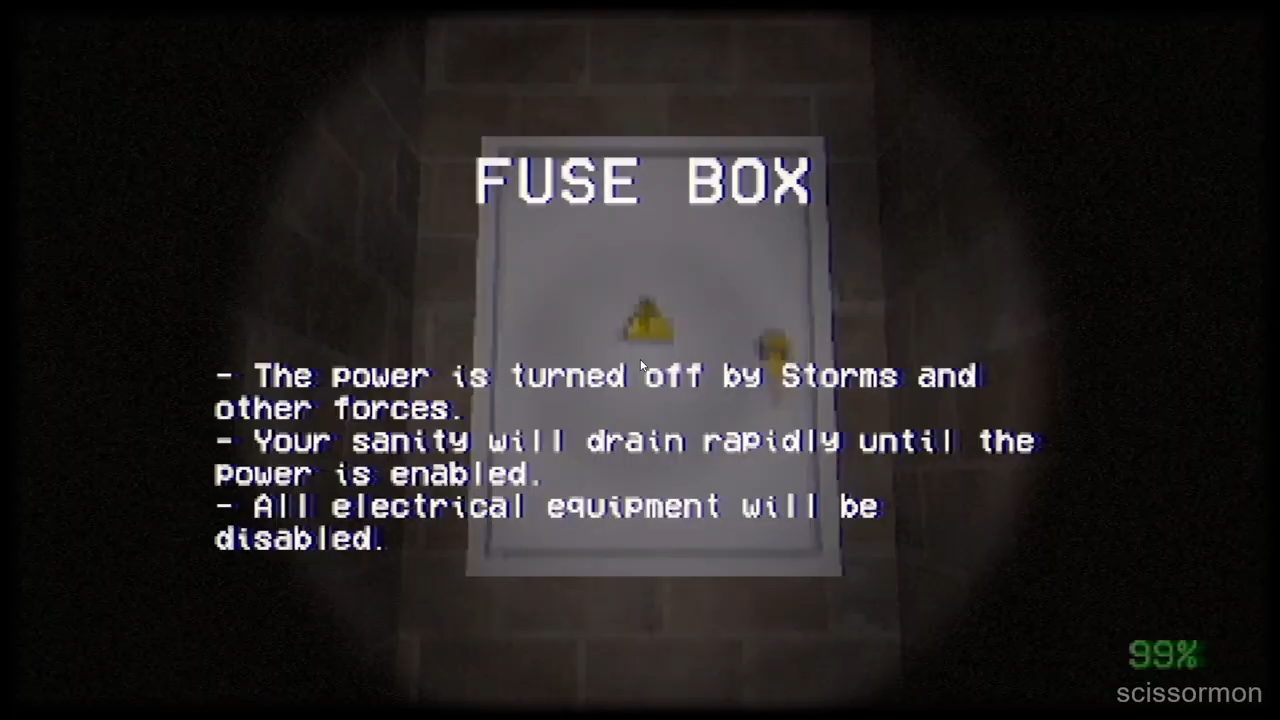 FUSE BOX
- The power is turned off by Storms and
other forces.
- Your sanity will drain rapidly until the
power is enabled.
- All electrical equipment will be
disabled.
99%
scissormon